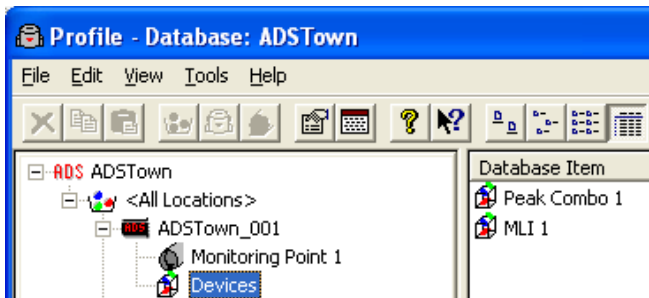 Profile - Database: ADSTown
File Edit View Tools Help
ADS ADSTown
<All Locations>
ADS ADSTown_001
Monitoring Point 1
Devices
Database Item
Peak Combo 1
MLI 1